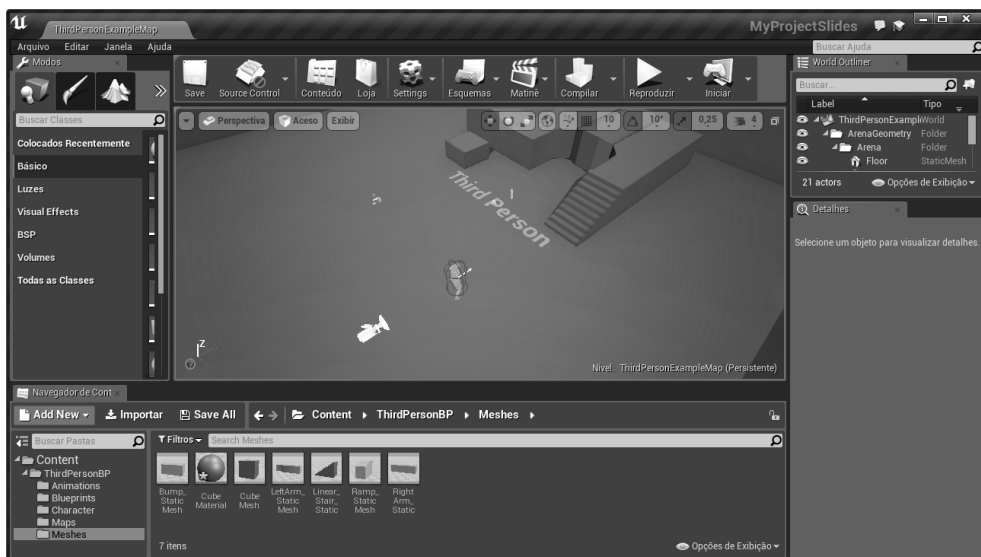 ThirdPersonExampleMap
MyProjectSlides
Arquivo Editar Janela Ajuda
Buscar Ajuda
Modos
Buscar Classes
Colocados Recentemente
Básico
Luzes
Visual Effects
BSP
Volumes
Todas as Classes
Save Source Control Conteúdo Loja Settings Esquemas Matinê Compilar Reproduzir Iniciar
Perspectiva Aceso Exibir
10 10° 0,25 4
Third Person
Z
Nível: ThirdPersonExampleMap (Persistente)
World Outliner
Buscar...
Label Tipo
ThirdPersonExampl World
ArenaGeometry Folder
Arena Folder
Floor StaticMesh
21 actors Opções de Exibição
Detalhes
Selecione um objeto para visualizar detalhes.
Navegador de Cont
Add New Importar Save All Content ThirdPersonBP Meshes
Buscar Pastas
Content
ThirdPersonBP
Animations
Blueprints
Character
Maps
Meshes
Filtros Search Meshes
Bump_ Static Mesh
Cube Material
Cube Mesh
LeftArm_ Static Mesh
Linear_ Stair_ Static
Ramp_ Static Mesh
Right Arm_ Static
7 itens Opções de Exibição